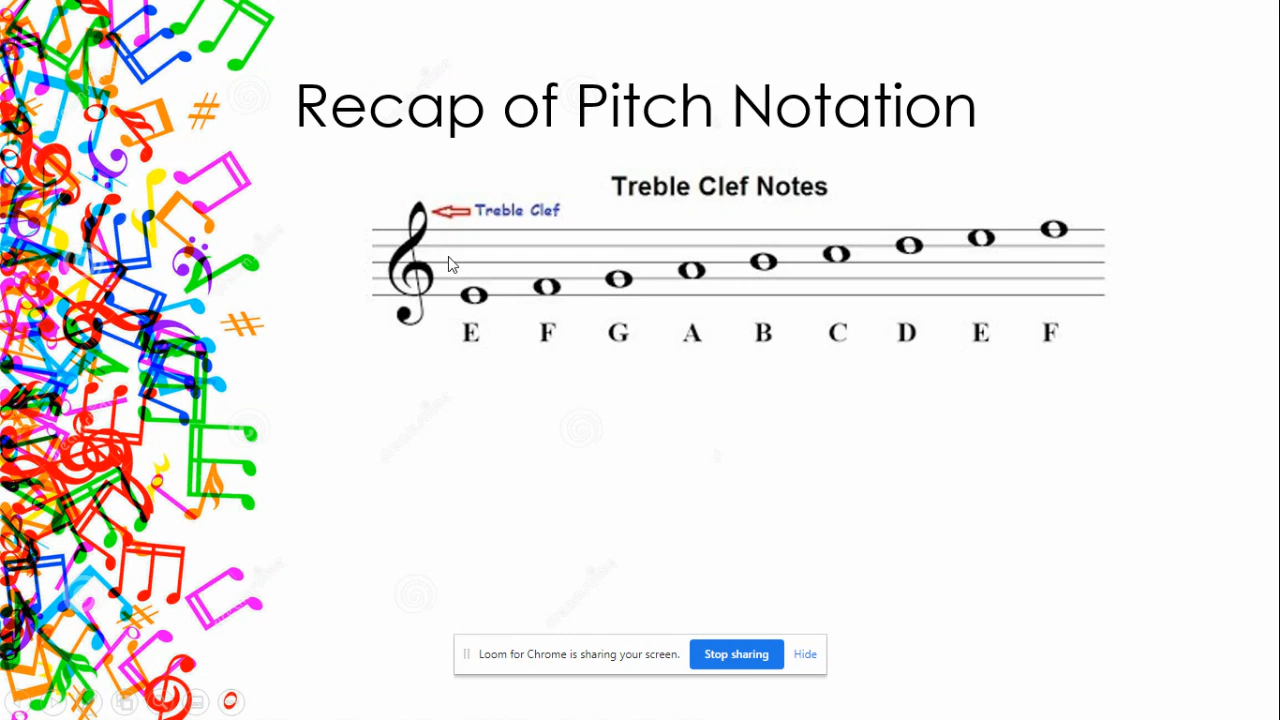 Recap of Pitch Notation
Treble Clef Notes
Treble Clef
E F G A B C D E F
Loom for Chrome is sharing your screen. Stop sharing Hide